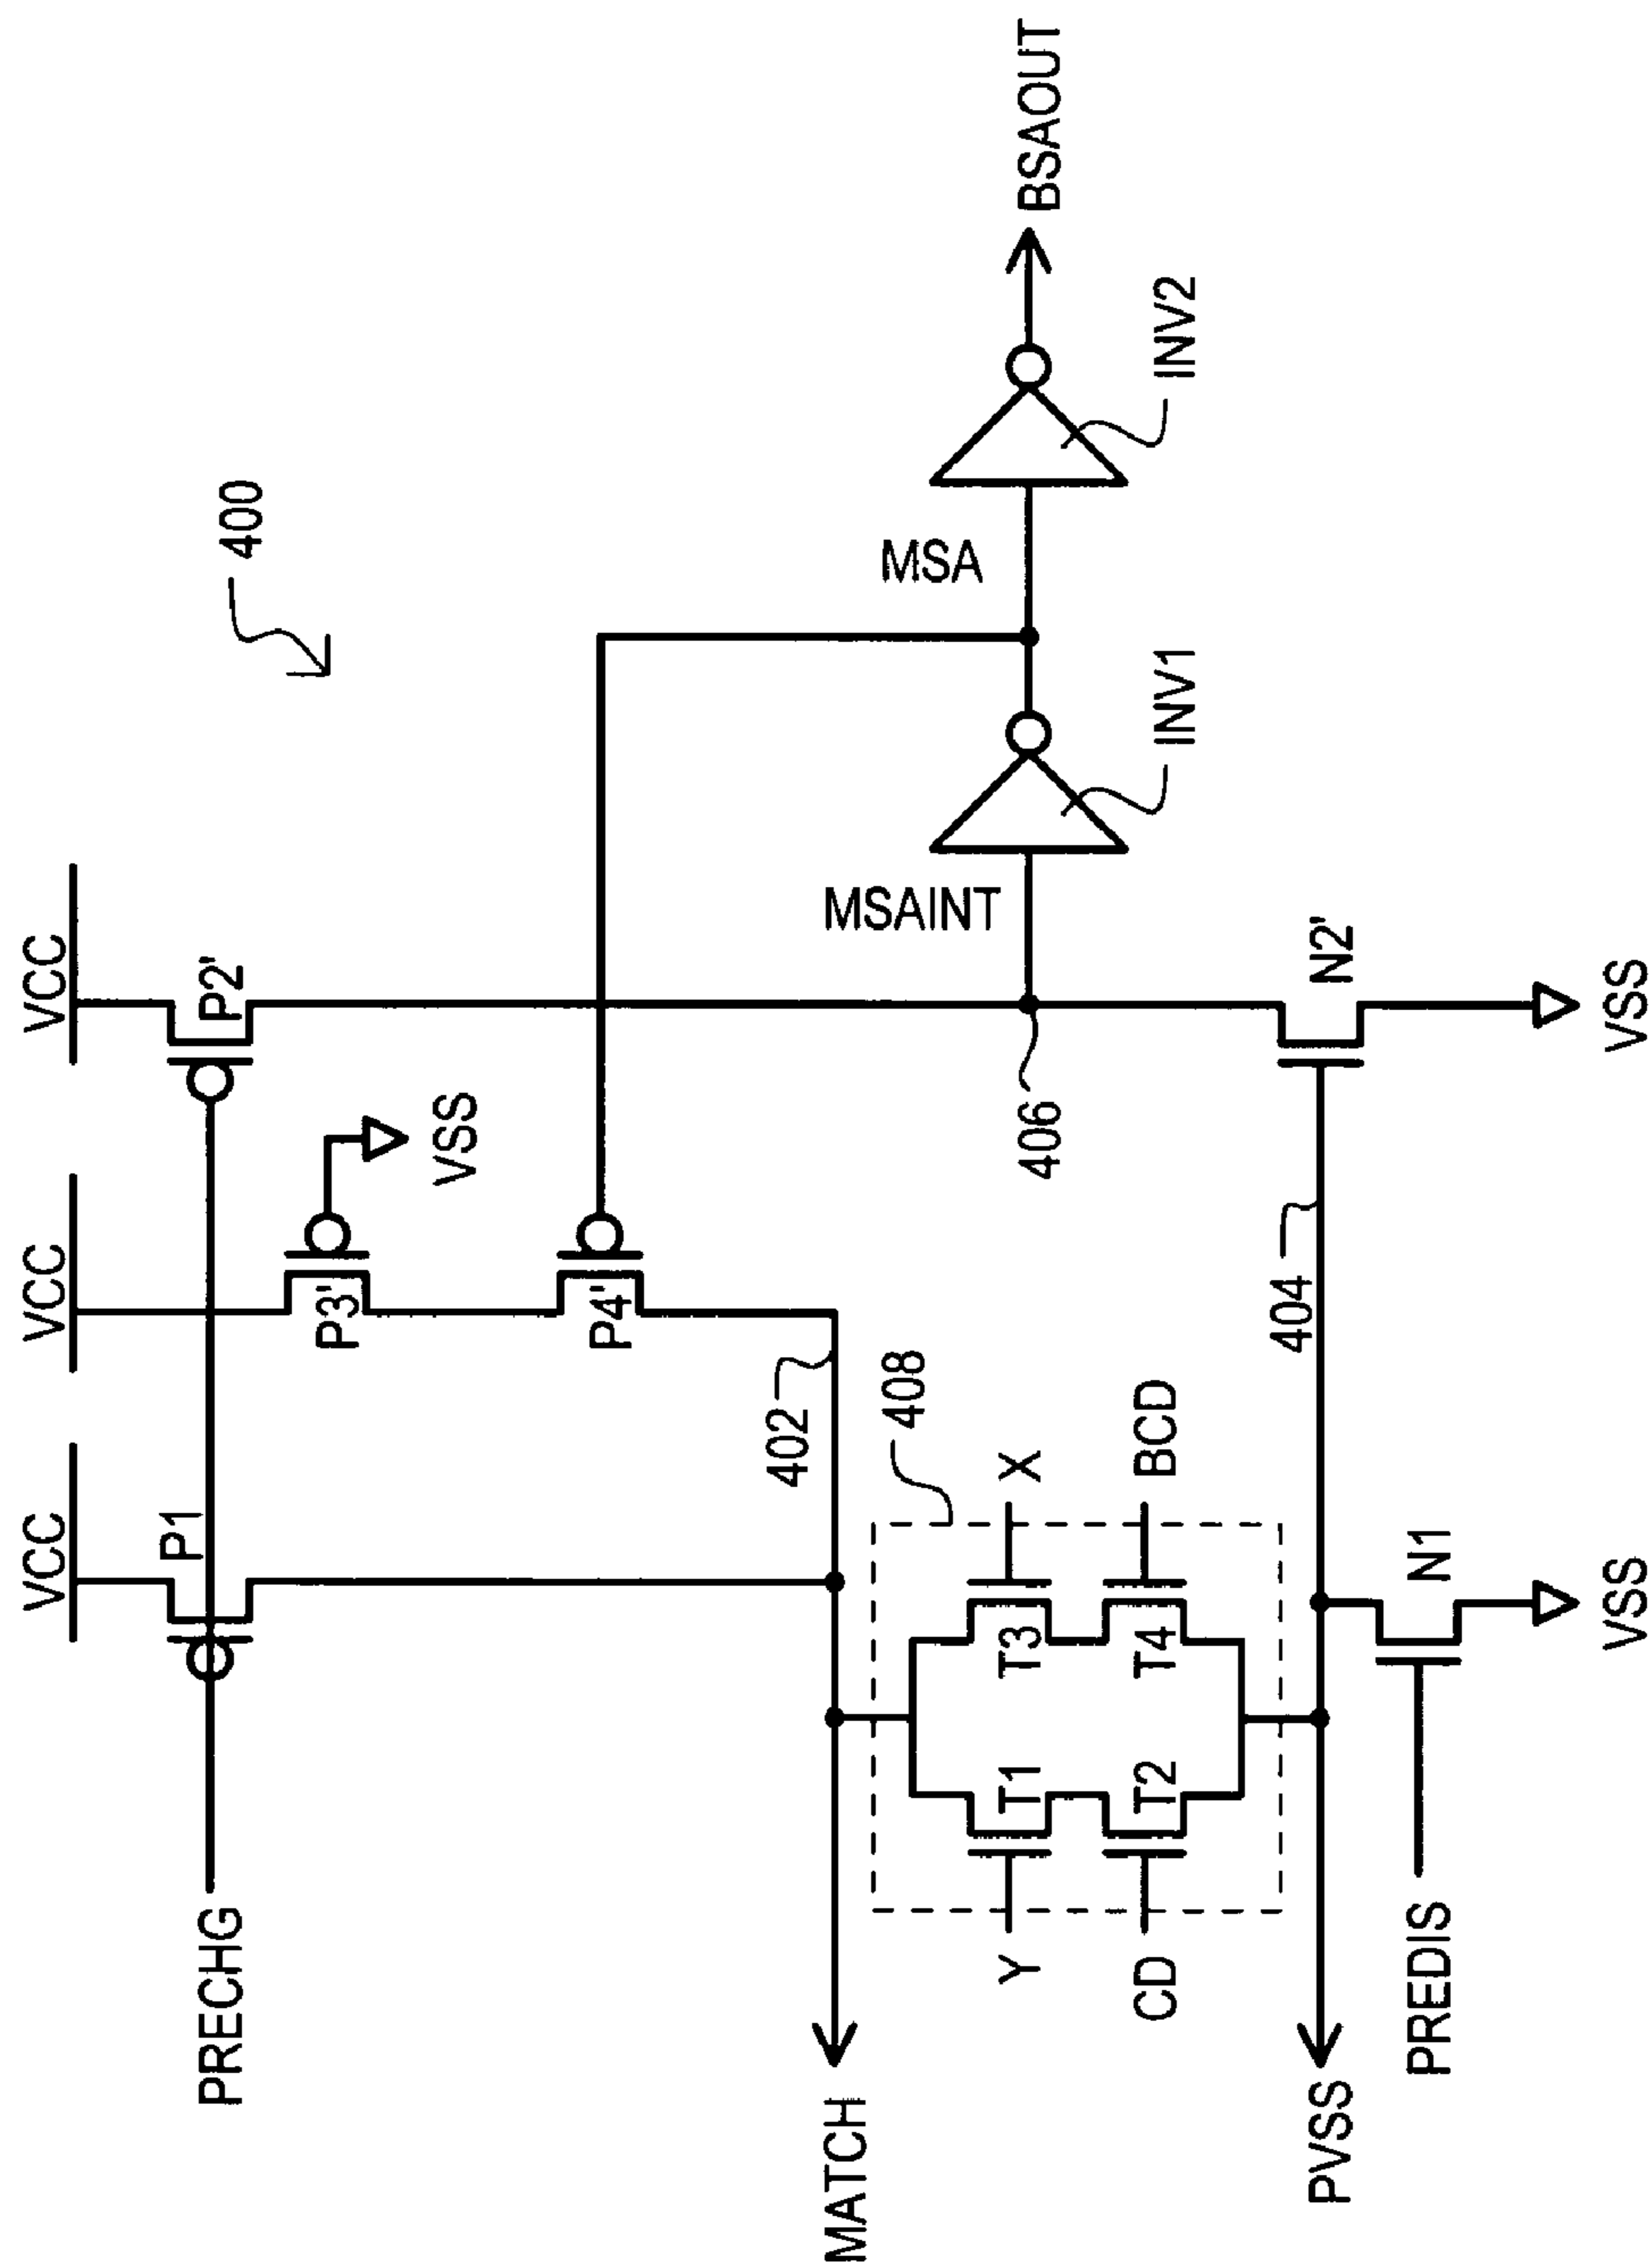 400
VCC
VCC
VCC
PRECHG
P1
P2'
P3'
VSS
P4'
402
MATCH
408
MSAINT
MSA
BSAOUT
Y
T1
T3
X
406
INV1
INV2
CD
T2
T4
BCD
404
N2'
PVSS
PREDIS
N1
VSS
VSS